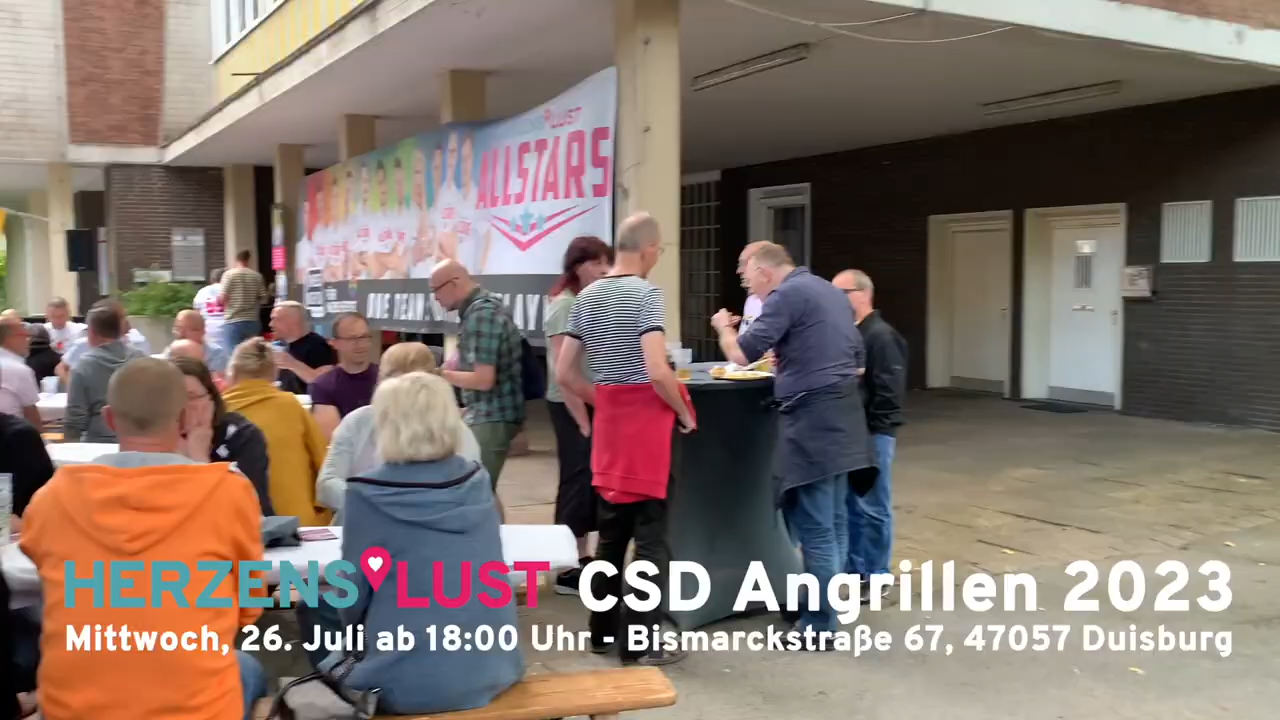 LUST
ALLSTARS
ONE TEAM
HERZENSLUST CSD Angrillen 2023
Mittwoch, 26. Juli ab 18:00 Uhr - Bismarckstraße 67, 47057 Duisburg